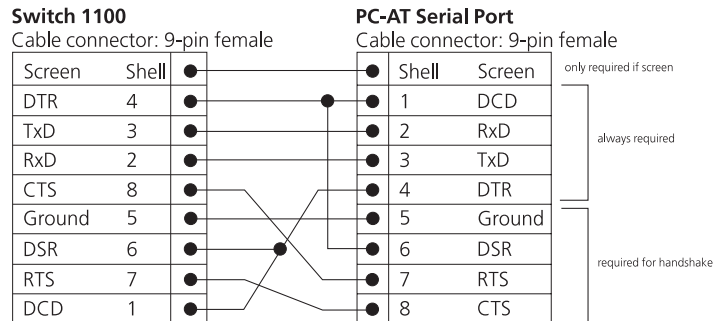 Switch 1100 PC-AT Serial Port
Cable connector: 9-pin female Cable connector: 9-pin female
Screen Shell Shell Screen only required if screen
DTR 4 1 DCD
TxD 3 2 RxD always required
RxD 2 3 TxD
CTS 8 4 DTR
Ground 5 5 Ground
DSR 6 6 DSR required for handshake
RTS 7 7 RTS
DCD 1 8 CTS